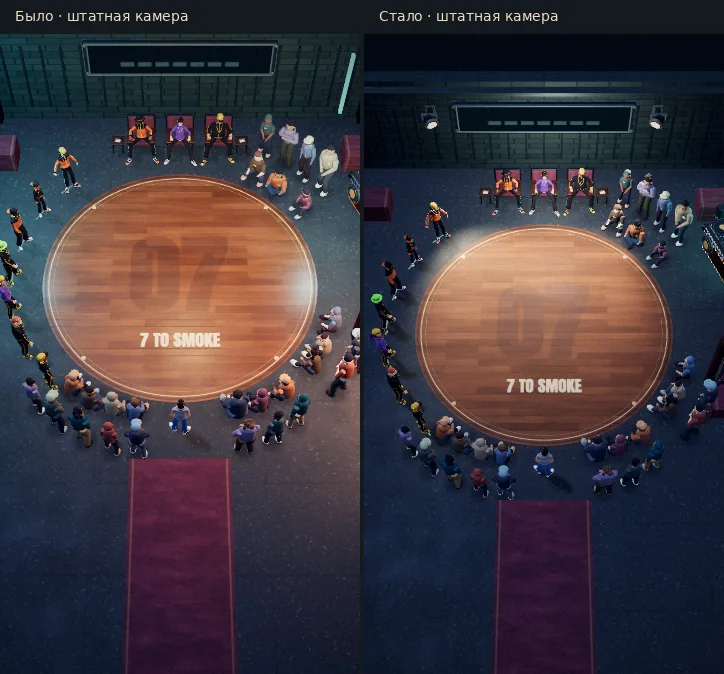 Было · штатная камера
Стало · штатная камера
07
7 TO SMOKE
07
7 TO SMOKE